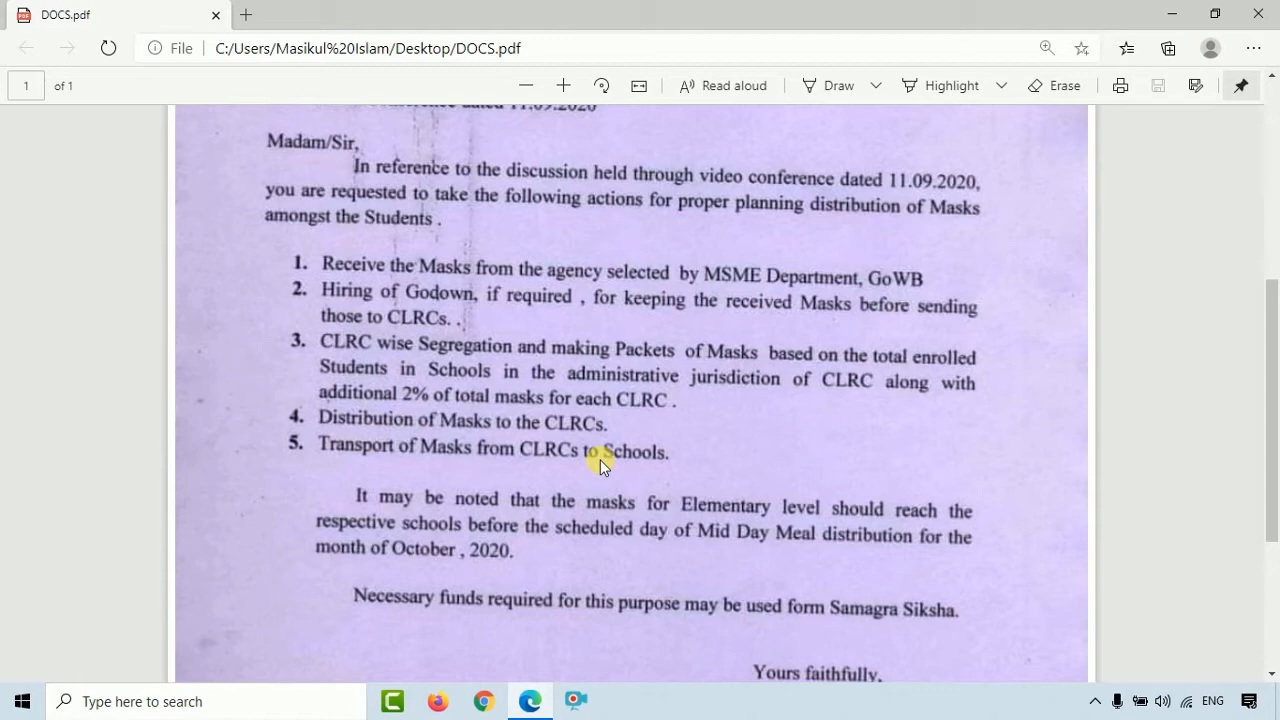 DOCS.pdf
File
C:/Users/Masikul%20Islam/Desktop/DOCS.pdf
1 of 1
Read aloud
Draw
Highlight
Erase
dated 11.09.2020
Madam/Sir,
In reference to the discussion held through video conference dated 11.09.2020,
you are requested to take the following actions for proper planning distribution of Masks
amongst the Students .
1. Receive the Masks from the agency selected by MSME Department, GoWB
2. Hiring of Godown, if required , for keeping the received Masks before sending
those to CLRCs. .
3. CLRC wise Segregation and making Packets of Masks based on the total enrolled
Students in Schools in the administrative jurisdiction of CLRC along with
additional 2% of total masks for each CLRC .
4. Distribution of Masks to the CLRCs.
5. Transport of Masks from CLRCs to Schools.
It may be noted that the masks for Elementary level should reach the
respective schools before the scheduled day of Mid Day Meal distribution for the
month of October , 2020.
Necessary funds required for this purpose may be used form Samagra Siksha.
Yours faithfully,
Type here to search
ENG